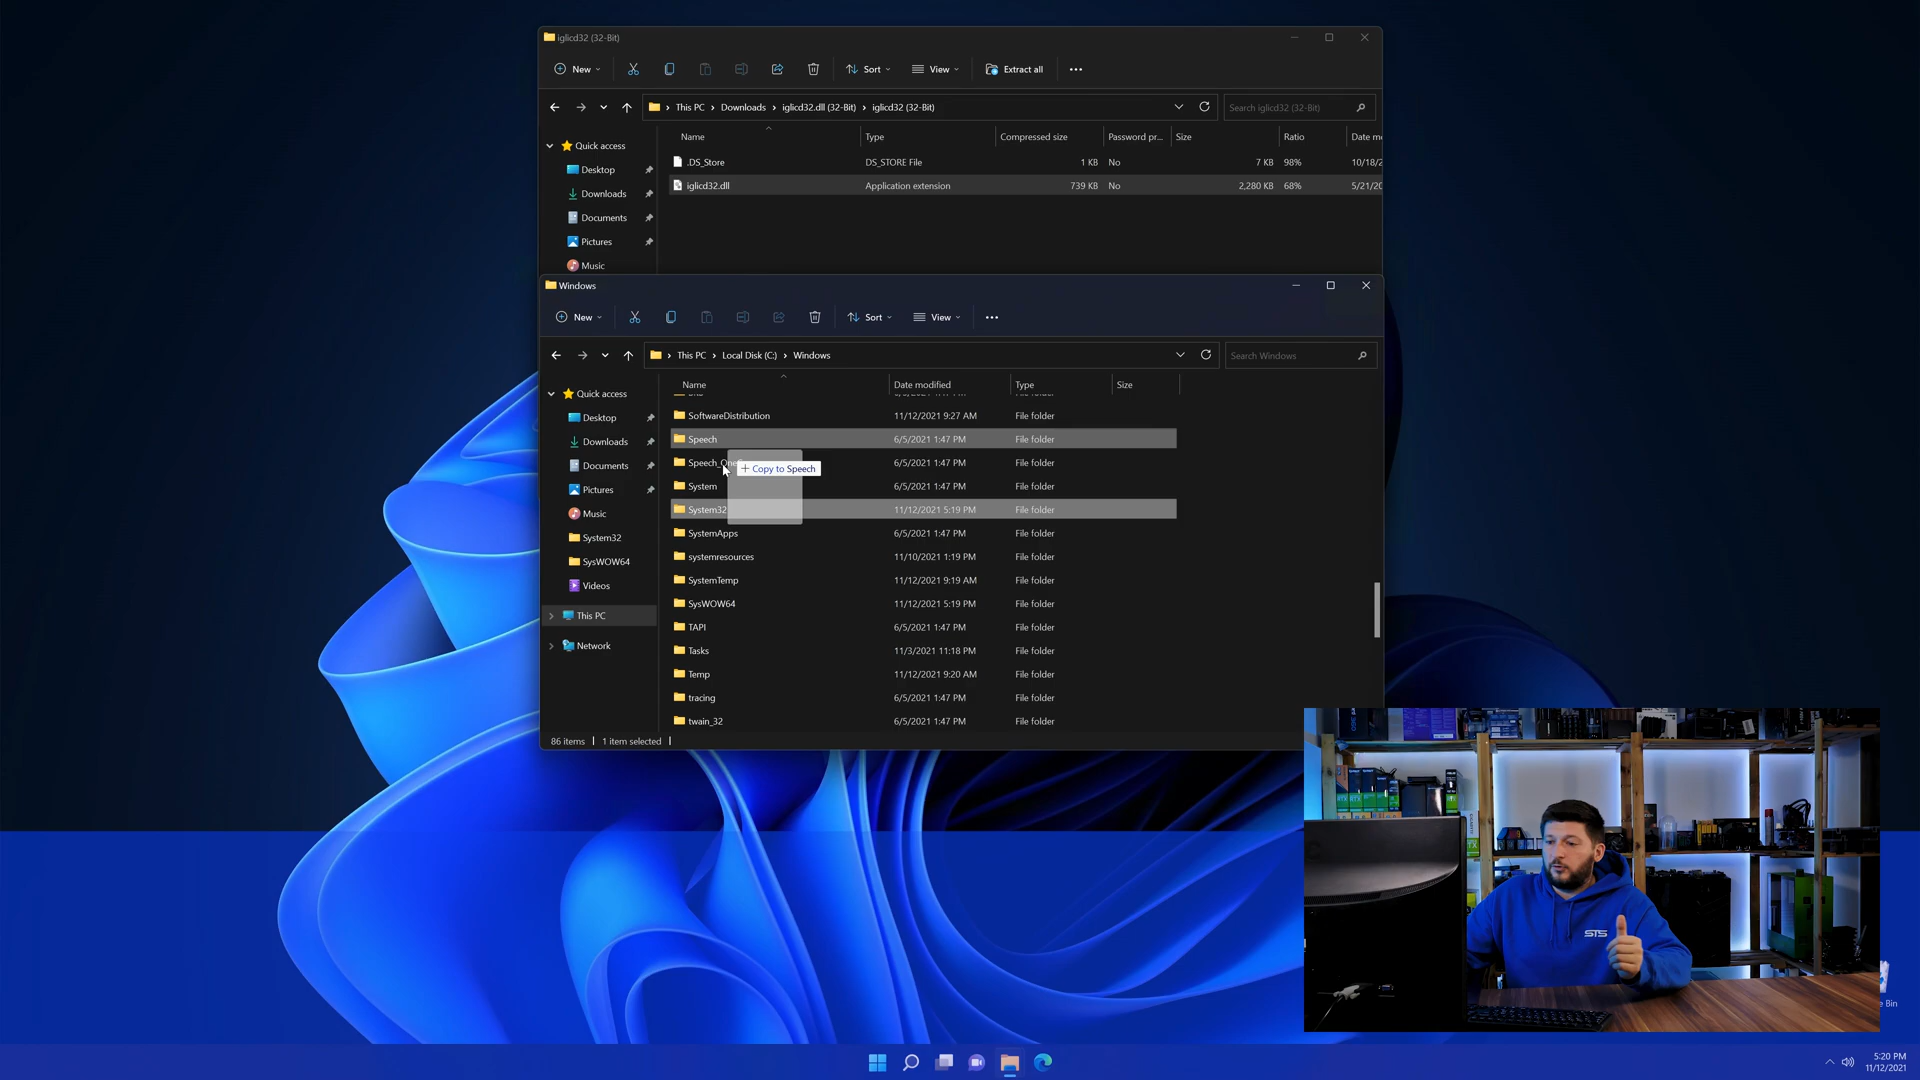 iglicd32 (32-Bit)
New
Sort
View
Extract all
This PC
Downloads
iglicd32.dll (32-Bit)
iglicd32 (32-Bit)
Search iglicd32 (32-Bit)
Name
Type
Compressed size
Password pr...
Size
Ratio
Quick access
.DS_Store
DS_STORE File
1 KB
No
7 KB
98%
Desktop
iglicd32.dll
Application extension
739 KB
No
2,280 KB
68%
Downloads
Documents
Pictures
Music
Windows
New
Sort
View
This PC
Local Disk (C:)
Windows
Search Windows
Name
Date modified
Type
Size
Quick access
Desktop
Downloads
Documents
Pictures
Music
System32
SysWOW64
Videos
This PC
Network
SoftwareDistribution 11/12/2021 9:27 AM File folder
Speech 6/5/2021 1:47 PM File folder
6/5/2021 1:47 PM File folder
+ Copy to Speech
System 6/5/2021 1:47 PM File folder
System32 11/12/2021 5:19 PM File folder
SystemApps 6/5/2021 1:47 PM File folder
systemresources 11/10/2021 1:19 PM File folder
SystemTemp 11/12/2021 9:19 AM File folder
SysWOW64 11/12/2021 5:19 PM File folder
TAPI 6/5/2021 1:47 PM File folder
Tasks 11/3/2021 11:18 PM File folder
Temp 11/12/2021 9:20 AM File folder
tracing 6/5/2021 1:47 PM File folder
twain_32 6/5/2021 1:47 PM File folder
86 items
1 item selected
STS
Bin
5:20 PM
11/12/2021